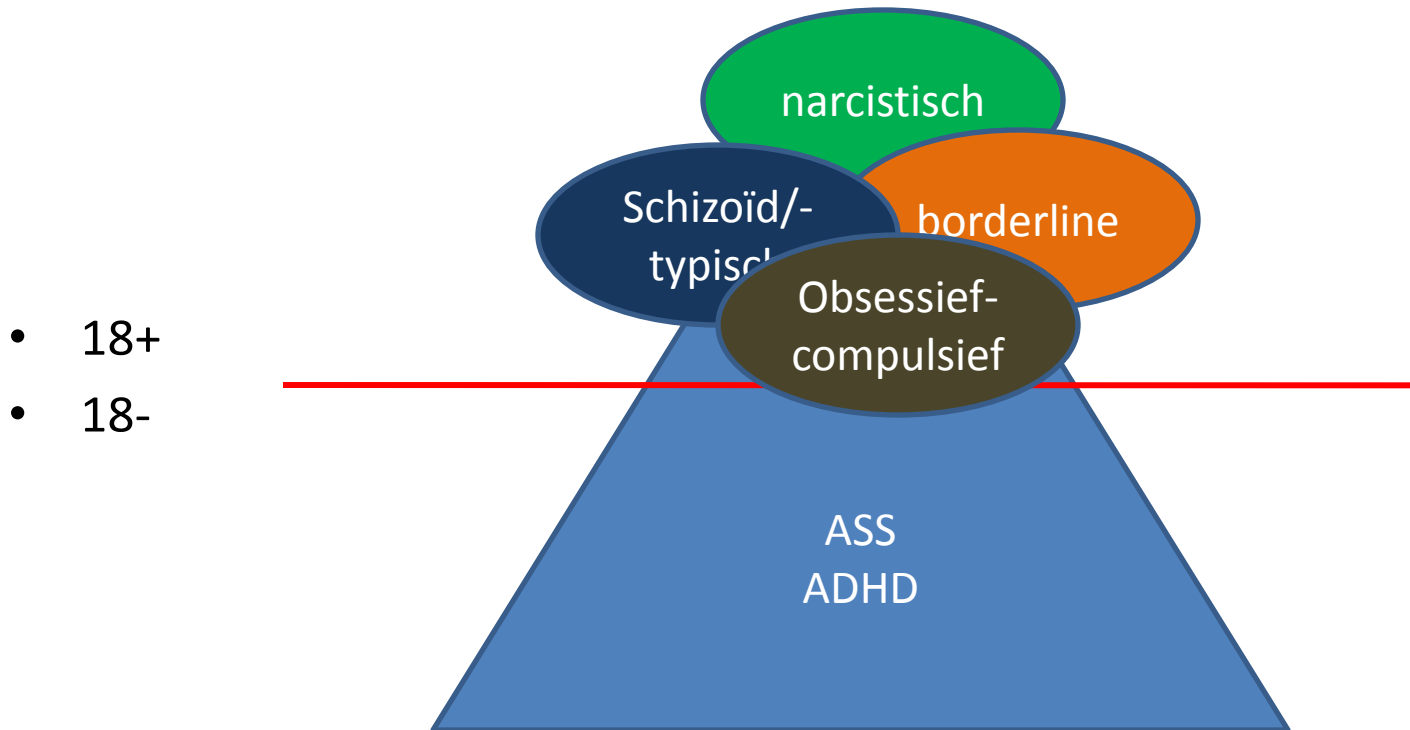 narcistisch
Schizoïd/-
borderline
Obsessief-
compulsief
• 18+
• 18-
ASS
ADHD